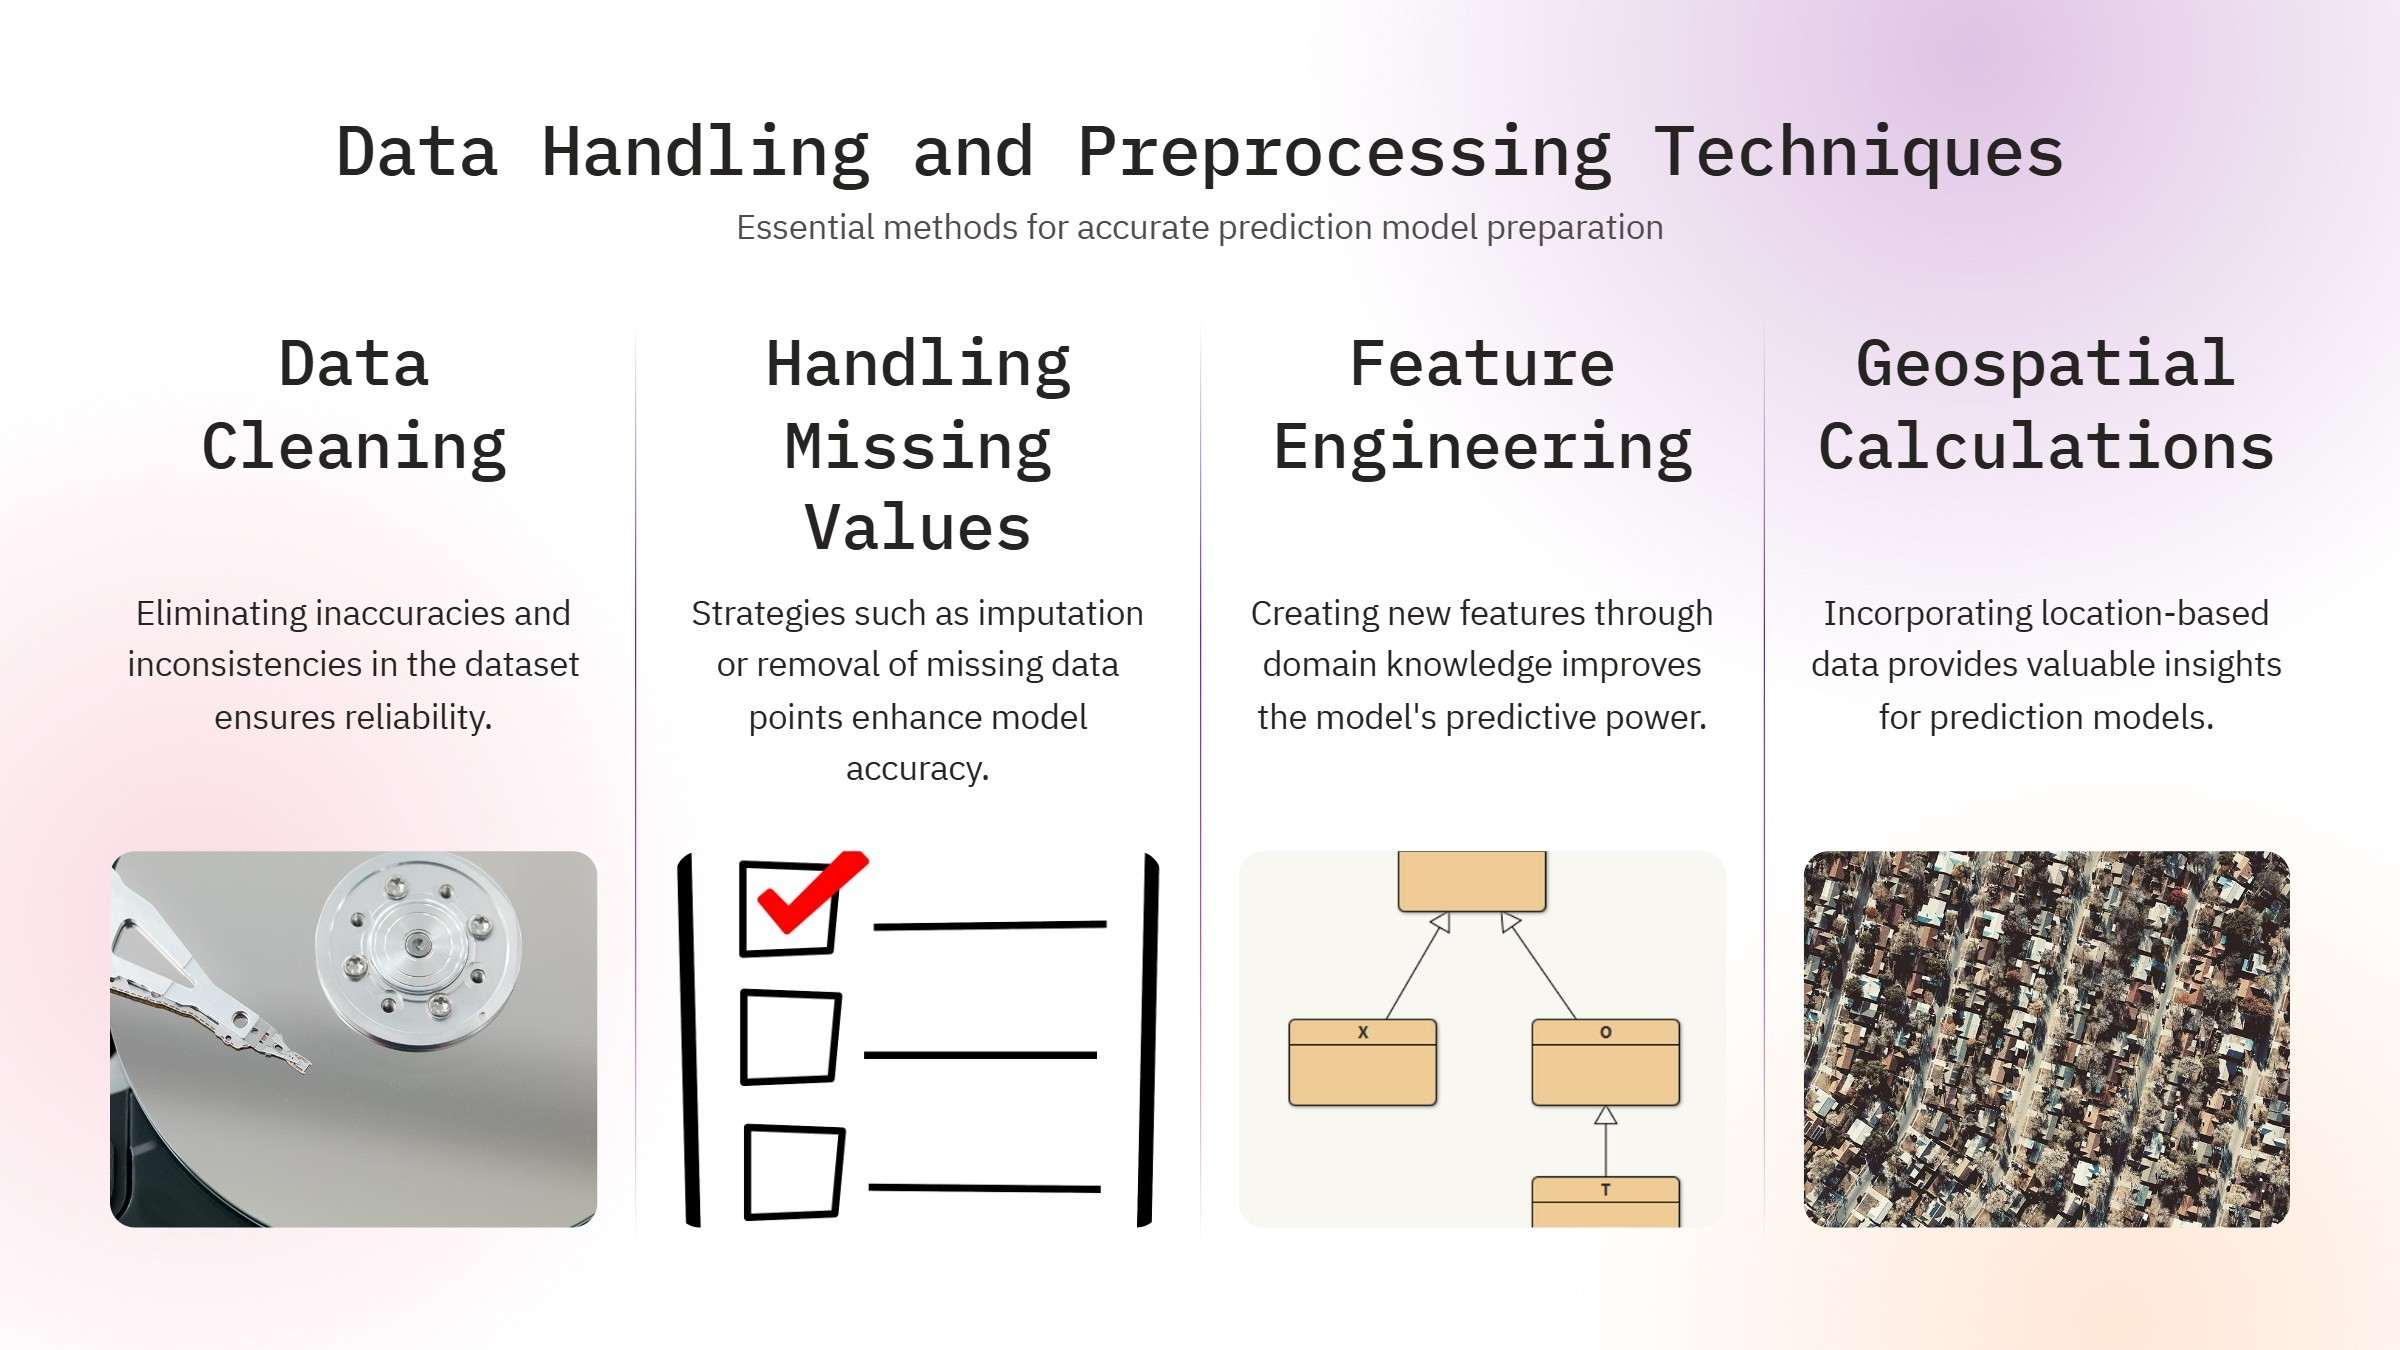 Data Handling and Preprocessing Techniques
Essential methods for accurate prediction model preparation
Data
Cleaning
Eliminating inaccuracies and
inconsistencies in the dataset
ensures reliability.
Handling
Missing
Values
Strategies such as imputation
or removal of missing data
points enhance model
accuracy.
Feature
Engineering
Creating new features through
domain knowledge improves
the model's predictive power.
X
O
T
Geospatial
Calculations
Incorporating location-based
data provides valuable insights
for prediction models.